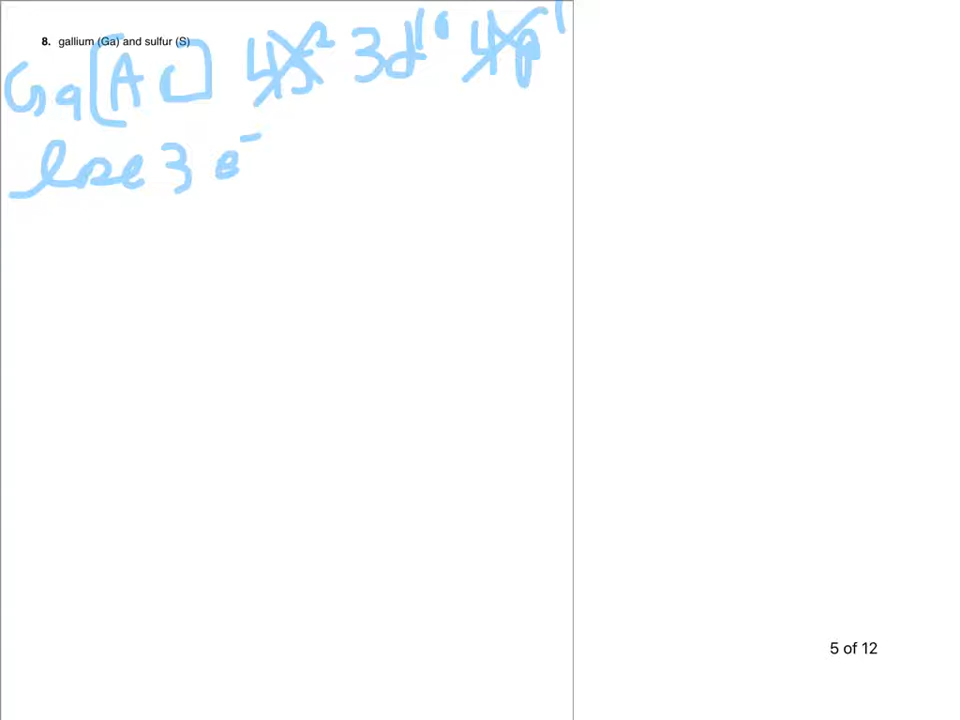 8. gallium (Ga) and sulfur (S)
Ga [Ar] 4s² 3d¹⁰ 4p¹
lose 3 e⁻
5 of 12